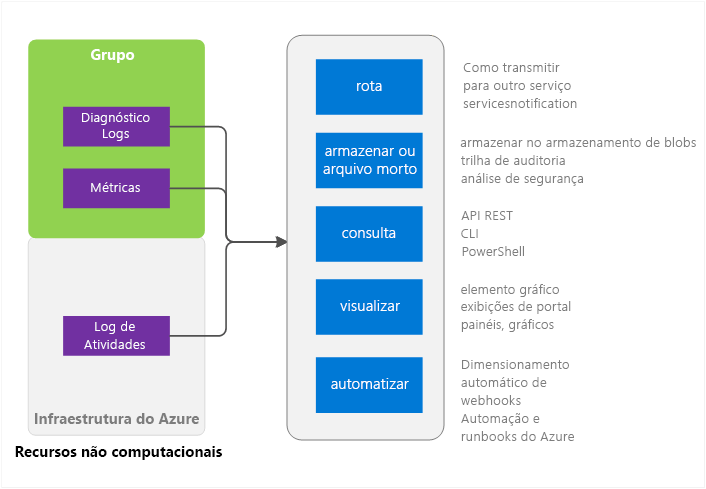 Grupo
Diagnóstico
Logs
Métricas
Log de
Atividades
Infraestrutura do Azure
Recursos não computacionais
rota
Como transmitir
para outro serviço
servicesnotification
armazenar ou
arquivo morto
armazenar no armazenamento de blobs
trilha de auditoria
análise de segurança
consulta
API REST
CLI
PowerShell
visualizar
elemento gráfico
exibições de portal
painéis, gráficos
automatizar
Dimensionamento
automático de
webhooks
Automação e
runbooks do Azure